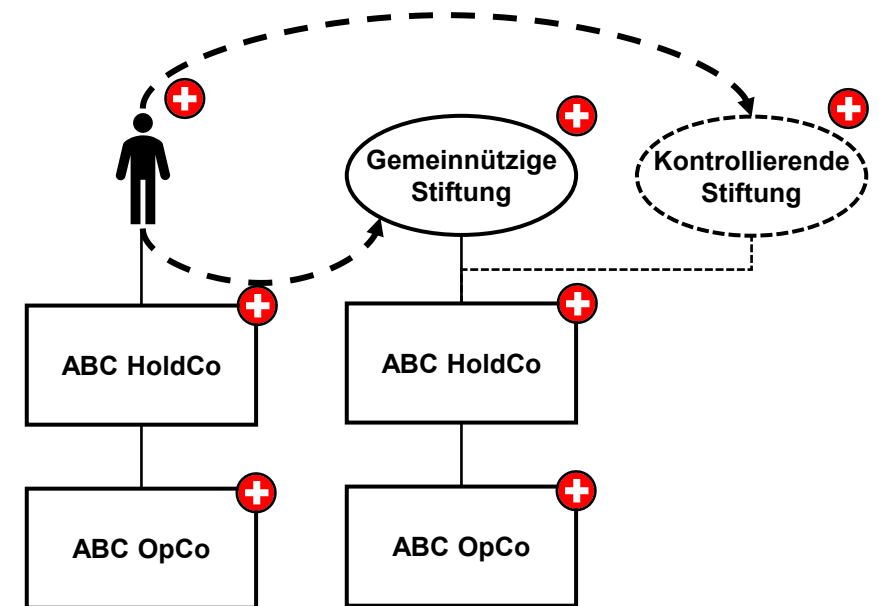 Gemeinnützige
Stiftung
Kontrollierende
Stiftung
ABC HoldCo
ABC HoldCo
ABC OpCo
ABC OpCo